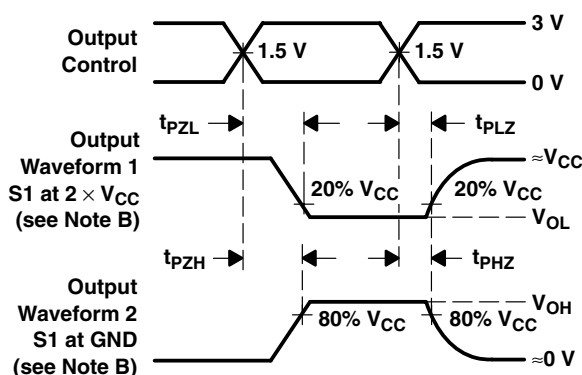 Output
Control
1.5 V
1.5 V
3 V
0 V
tPZL
tPLZ
Output
Waveform 1
S1 at 2 × VCC
(see Note B)
20% VCC
20% VCC
≈VCC
VOL
tPZH
tPHZ
Output
Waveform 2
S1 at GND
(see Note B)
80% VCC
80% VCC
VOH
≈0 V